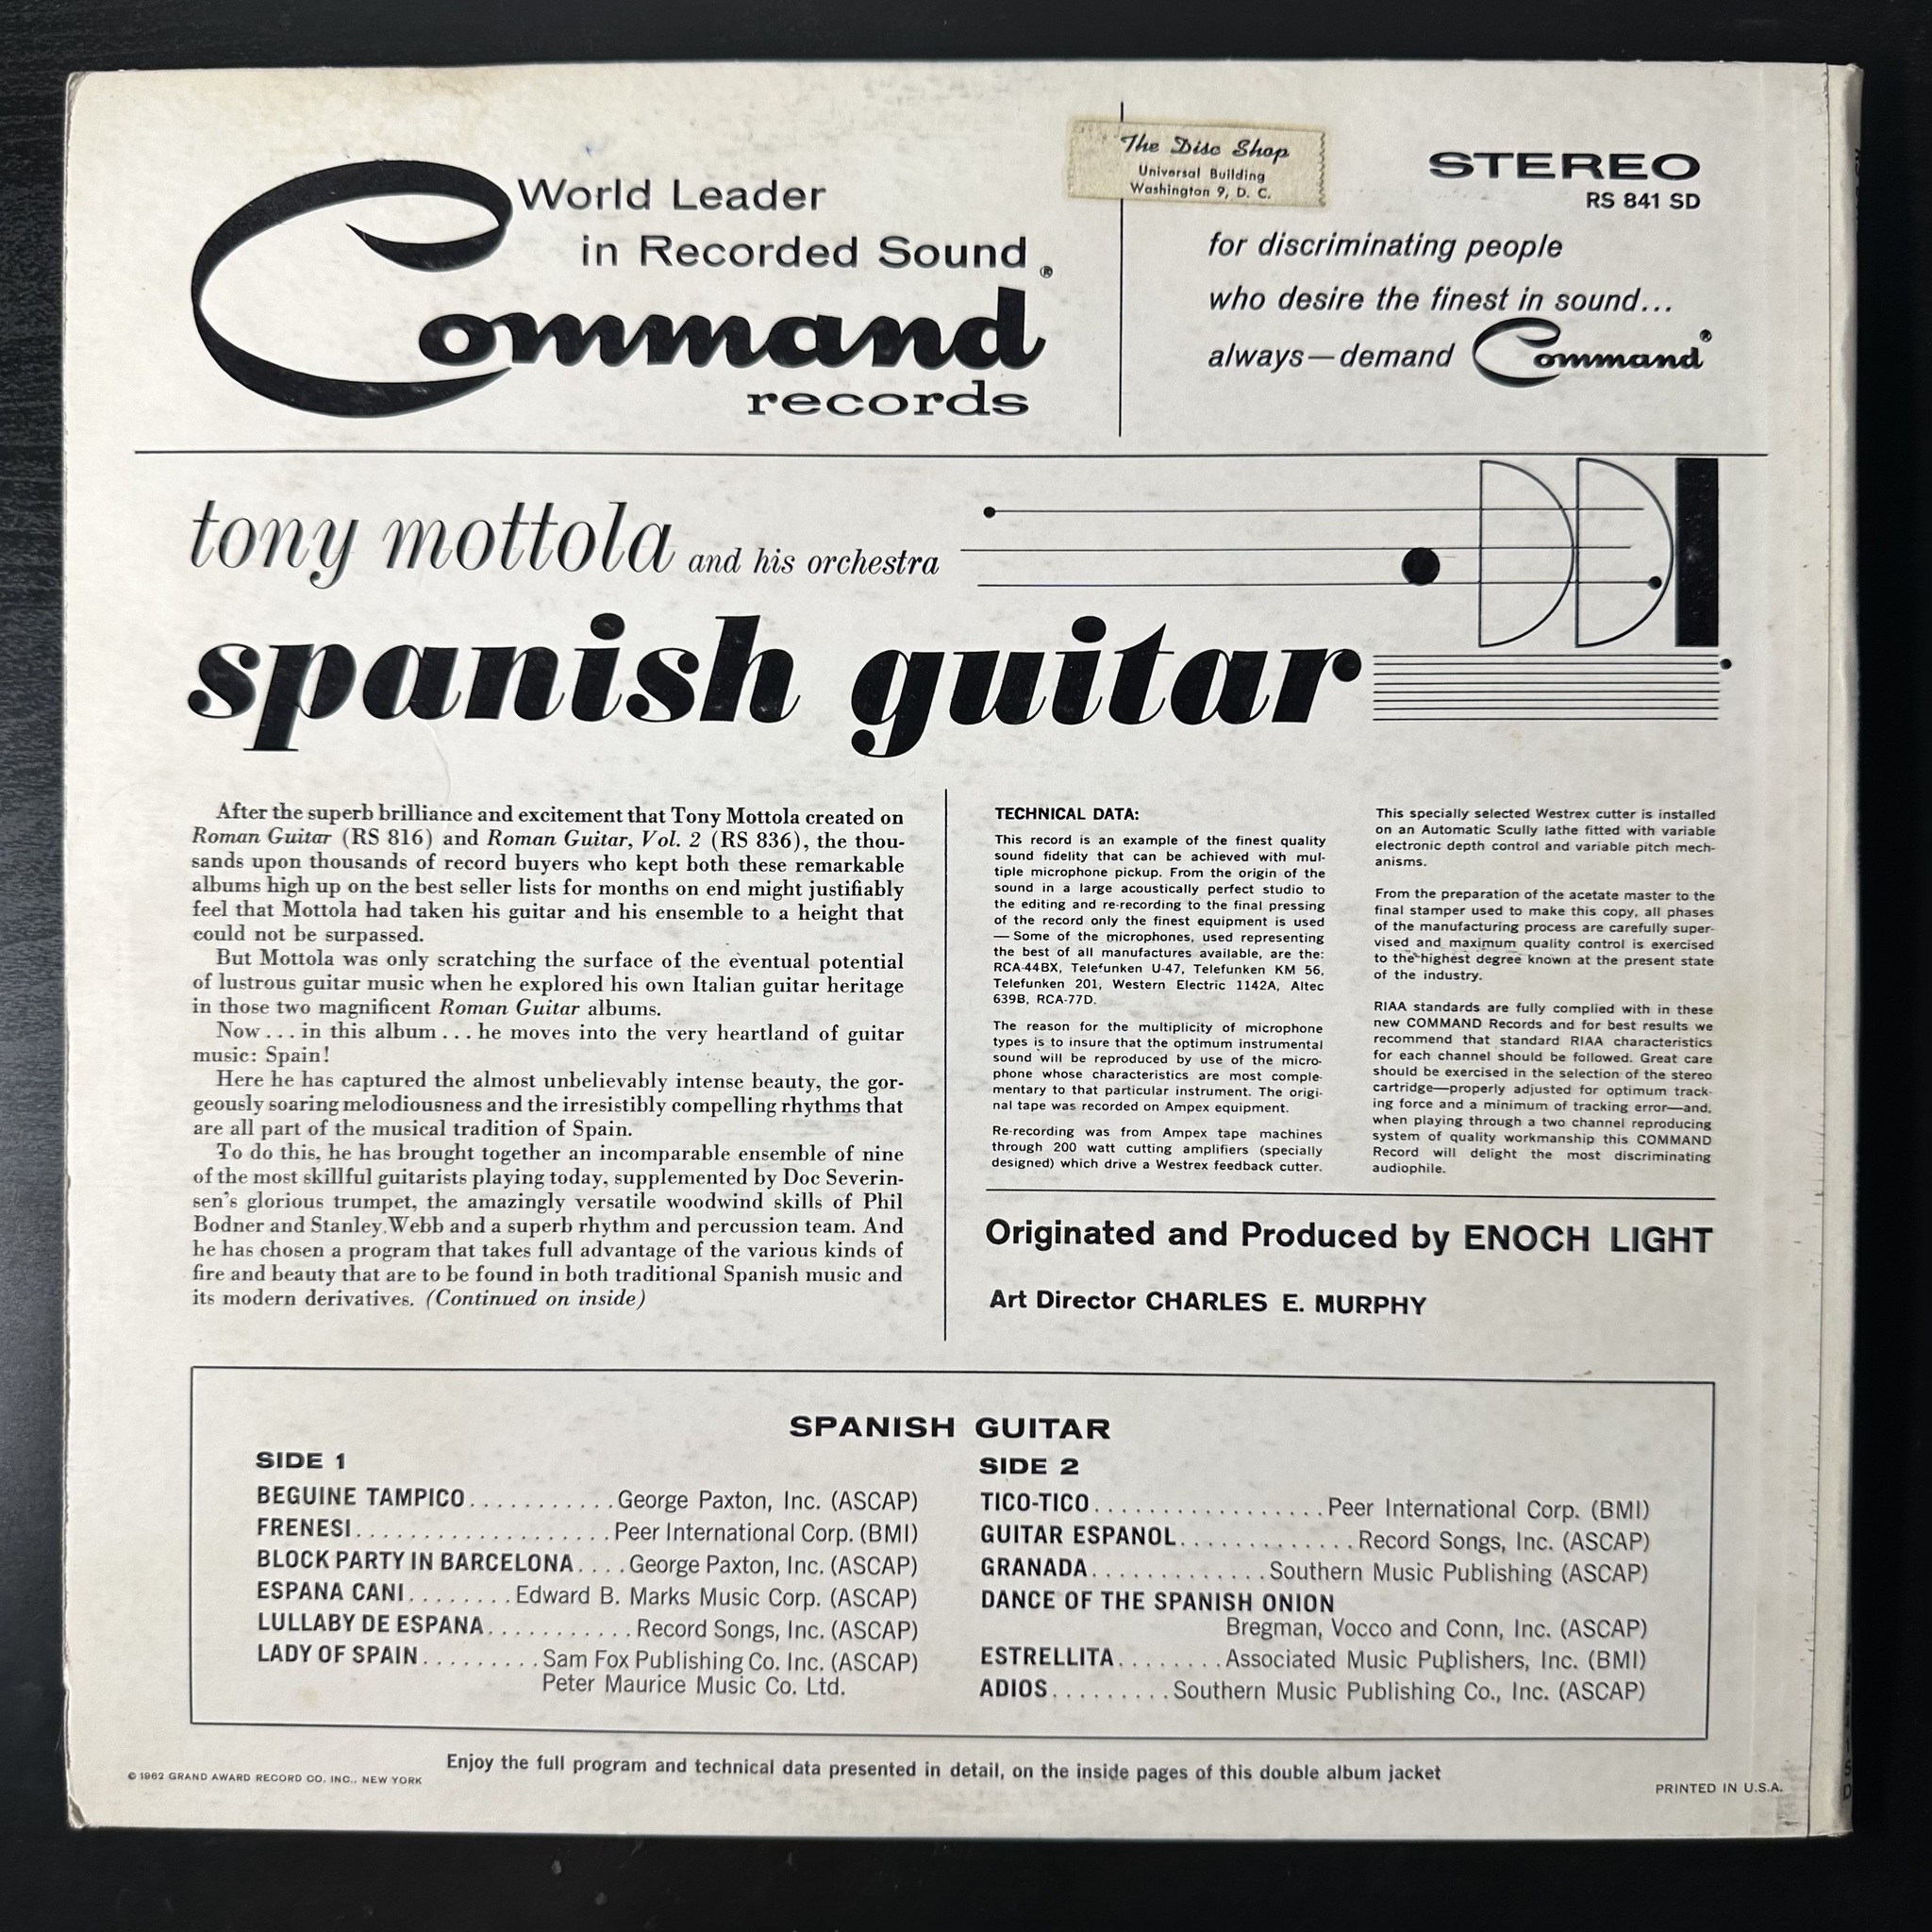 World Leader
in Recorded Sound
Command®
records
The Disc Shop
Universal Building
Washington 9, D. C.
STEREO
RS 841 SD
for discriminating people
who desire the finest in sound...
always—demand Command®
tony mottola and his orchestra
spanish guitar
After the superb brilliance and excitement that Tony Mottola created on
Roman Guitar (RS 816) and Roman Guitar, Vol. 2 (RS 836), the thou-
sands upon thousands of record buyers who kept both these remarkable
albums high up on the best seller lists for months on end might justifiably
feel that Mottola had taken his guitar and his ensemble to a height that
could not be surpassed.
But Mottola was only scratching the surface of the eventual potential
of lustrous guitar music when he explored his own Italian guitar heritage
in those two magnificent Roman Guitar albums.
Now . . . in this album . . . he moves into the very heartland of guitar
music: Spain!
Here he has captured the almost unbelievably intense beauty, the gor-
geously soaring melodiousness and the irresistibly compelling rhythms that
are all part of the musical tradition of Spain.
To do this, he has brought together an incomparable ensemble of nine
of the most skillful guitarists playing today, supplemented by Doc Severin-
sen's glorious trumpet, the amazingly versatile woodwind skills of Phil
Bodner and Stanley Webb and a superb rhythm and percussion team. And
he has chosen a program that takes full advantage of the various kinds of
fire and beauty that are to be found in both traditional Spanish music and
its modern derivatives. (Continued on inside)
TECHNICAL DATA:
This record is an example of the finest quality
sound fidelity that can be achieved with mul-
tiple microphone pickup. From the origin of the
sound in a large acoustically perfect studio to
the editing and re-recording to the final pressing
of the record only the finest equipment is used
— Some of the microphones, used representing
the best of all manufactures available, are the:
RCA-44BX, Telefunken U-47, Telefunken KM 56,
Telefunken 201, Western Electric 1142A, Altec
639B, RCA-77D.
The reason for the multiplicity of microphone
types is to insure that the optimum instrumental
sound will be reproduced by use of the micro-
phone whose characteristics are most comple-
mentary to that particular instrument. The origi-
nal tape was recorded on Ampex equipment.
Re-recording was from Ampex tape machines
through 200 watt cutting amplifiers (specially
designed) which drive a Westrex feedback cutter.
This specially selected Westrex cutter is installed
on an Automatic Scully lathe fitted with variable
electronic depth control and variable pitch mech-
anisms.
From the preparation of the acetate master to the
final stamper used to make this copy, all phases
of the manufacturing process are carefully super-
vised and maximum quality control is exercised
to the highest degree known at the present state
of the industry.
RIAA standards are fully complied with in these
new COMMAND Records and for best results we
recommend that standard RIAA characteristics
for each channel should be followed. Great care
should be exercised in the selection of the stereo
cartridge—properly adjusted for optimum track-
ing force and a minimum of tracking error—and,
when playing through a two channel reproducing
system of quality workmanship this COMMAND
Record will delight the most discriminating
audiophile.
Originated and Produced by ENOCH LIGHT
Art Director CHARLES E. MURPHY
SPANISH GUITAR
SIDE 1
BEGUINE TAMPICO . . . . . . . . . . . George Paxton, Inc. (ASCAP)
FRENESI . . . . . . . . . . . . . . . . . . . Peer International Corp. (BMI)
BLOCK PARTY IN BARCELONA . . . . George Paxton, Inc. (ASCAP)
ESPANA CANI . . . . . . . . Edward B. Marks Music Corp. (ASCAP)
LULLABY DE ESPANA . . . . . . . . . . . Record Songs, Inc. (ASCAP)
LADY OF SPAIN . . . . . . . . . Sam Fox Publishing Co. Inc. (ASCAP)
Peter Maurice Music Co. Ltd.
SIDE 2
TICO-TICO . . . . . . . . . . . . . . . . . Peer International Corp. (BMI)
GUITAR ESPANOL . . . . . . . . . . . . . Record Songs, Inc. (ASCAP)
GRANADA . . . . . . . . . . . . . Southern Music Publishing (ASCAP)
DANCE OF THE SPANISH ONION
Bregman, Vocco and Conn, Inc. (ASCAP)
ESTRELLITA . . . . . . . . Associated Music Publishers, Inc. (BMI)
ADIOS . . . . . . . . . Southern Music Publishing Co., Inc. (ASCAP)
Enjoy the full program and technical data presented in detail, on the inside pages of this double album jacket
© 1962 GRAND AWARD RECORD CO. INC., NEW YORK
PRINTED IN U.S.A.